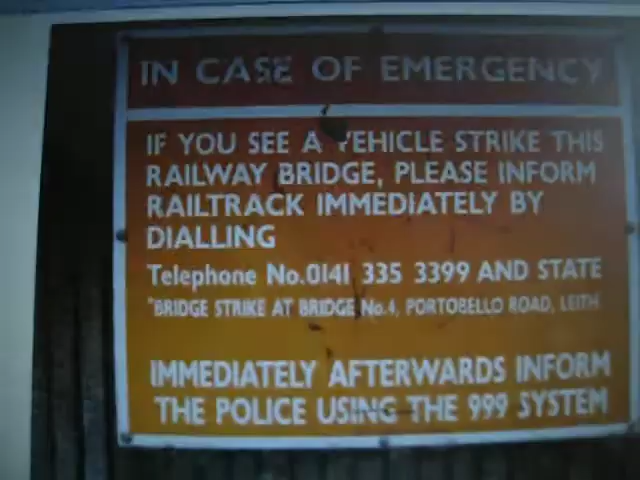 IN CASE OF EMERGENCY
IF YOU SEE A VEHICLE STRIKE THIS
RAILWAY BRIDGE, PLEASE INFORM
RAILTRACK IMMEDIATELY BY
DIALLING
Telephone No.0141 335 3399 AND STATE
"BRIDGE STRIKE AT BRIDGE No.4, PORTOBELLO ROAD, LEITH
IMMEDIATELY AFTERWARDS INFORM
THE POLICE USING THE 999 SYSTEM